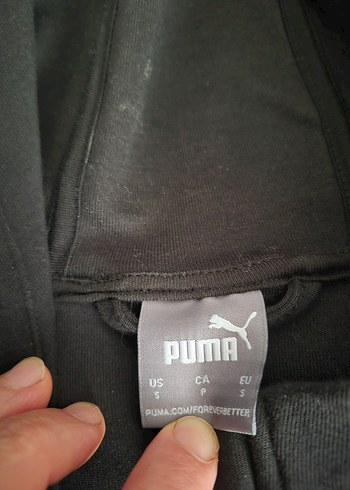 PUMA
US CA EU
S P S
PUMA.COM/FOREVERBETTER